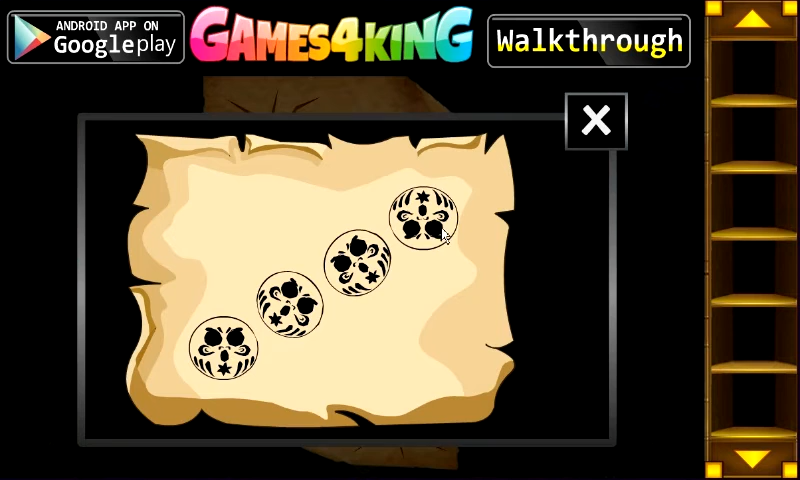 ANDROID APP ON
Google play
GAMES4KING
Walkthrough
X